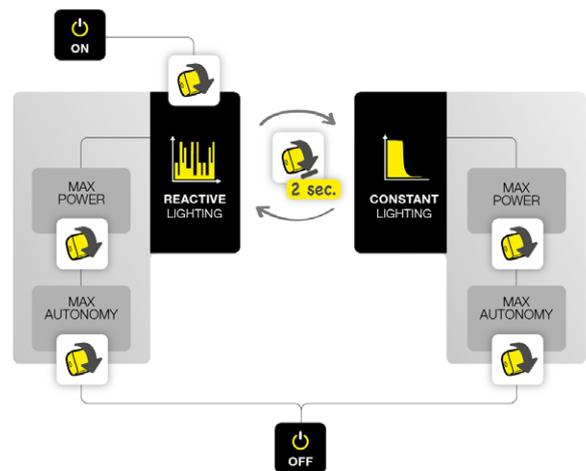 ON
REACTIVE
LIGHTING
2 sec.
CONSTANT
LIGHTING
MAX
POWER
MAX
AUTONOMY
MAX
POWER
MAX
AUTONOMY
OFF